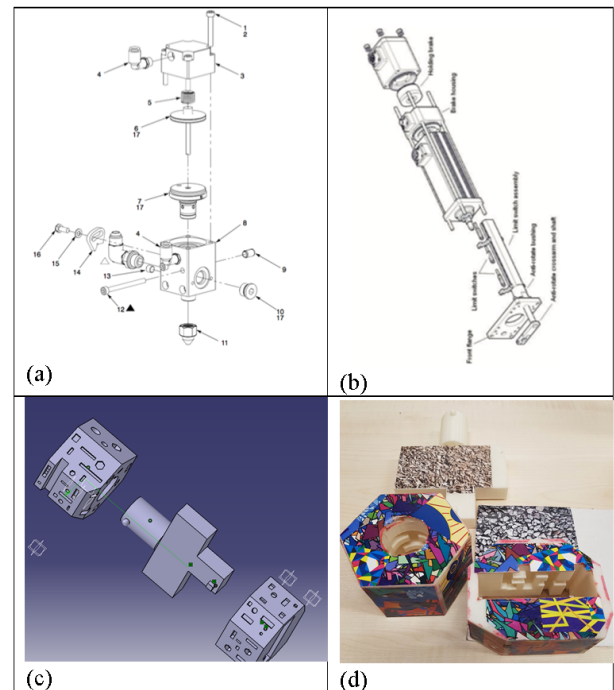 1
2
4
3
5
6
17
7
17
4
8
16
15
14
13
9
12
10
17
11
(a)
Holding brake
Brake housing
Limit switch assembly
Anti-rotate bushing
Anti-rotate crossarm and shaft
Limit switches
Front flange
(b)
(c)
(d)